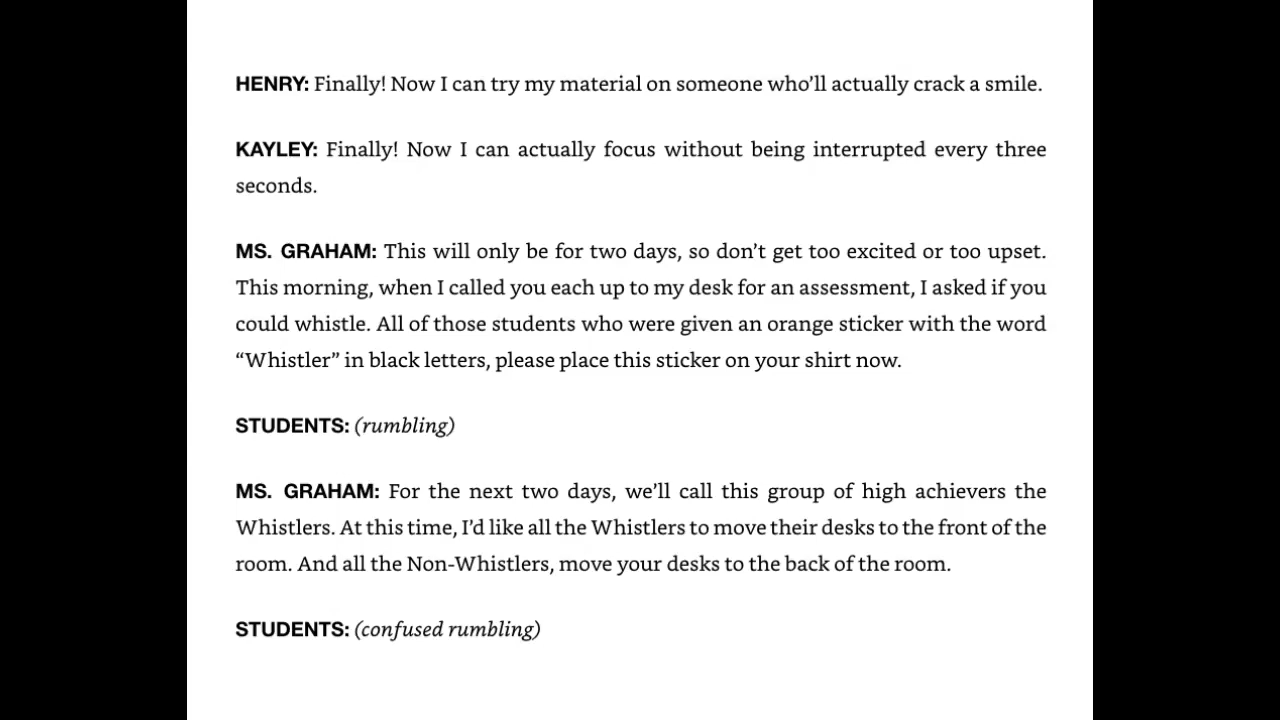 HENRY: Finally! Now I can try my material on someone who’ll actually crack a smile.
KAYLEY: Finally! Now I can actually focus without being interrupted every three
seconds.
MS. GRAHAM: This will only be for two days, so don’t get too excited or too upset.
This morning, when I called you each up to my desk for an assessment, I asked if you
could whistle. All of those students who were given an orange sticker with the word
“Whistler” in black letters, please place this sticker on your shirt now.
STUDENTS: (rumbling)
MS. GRAHAM: For the next two days, we’ll call this group of high achievers the
Whistlers. At this time, I’d like all the Whistlers to move their desks to the front of the
room. And all the Non-Whistlers, move your desks to the back of the room.
STUDENTS: (confused rumbling)